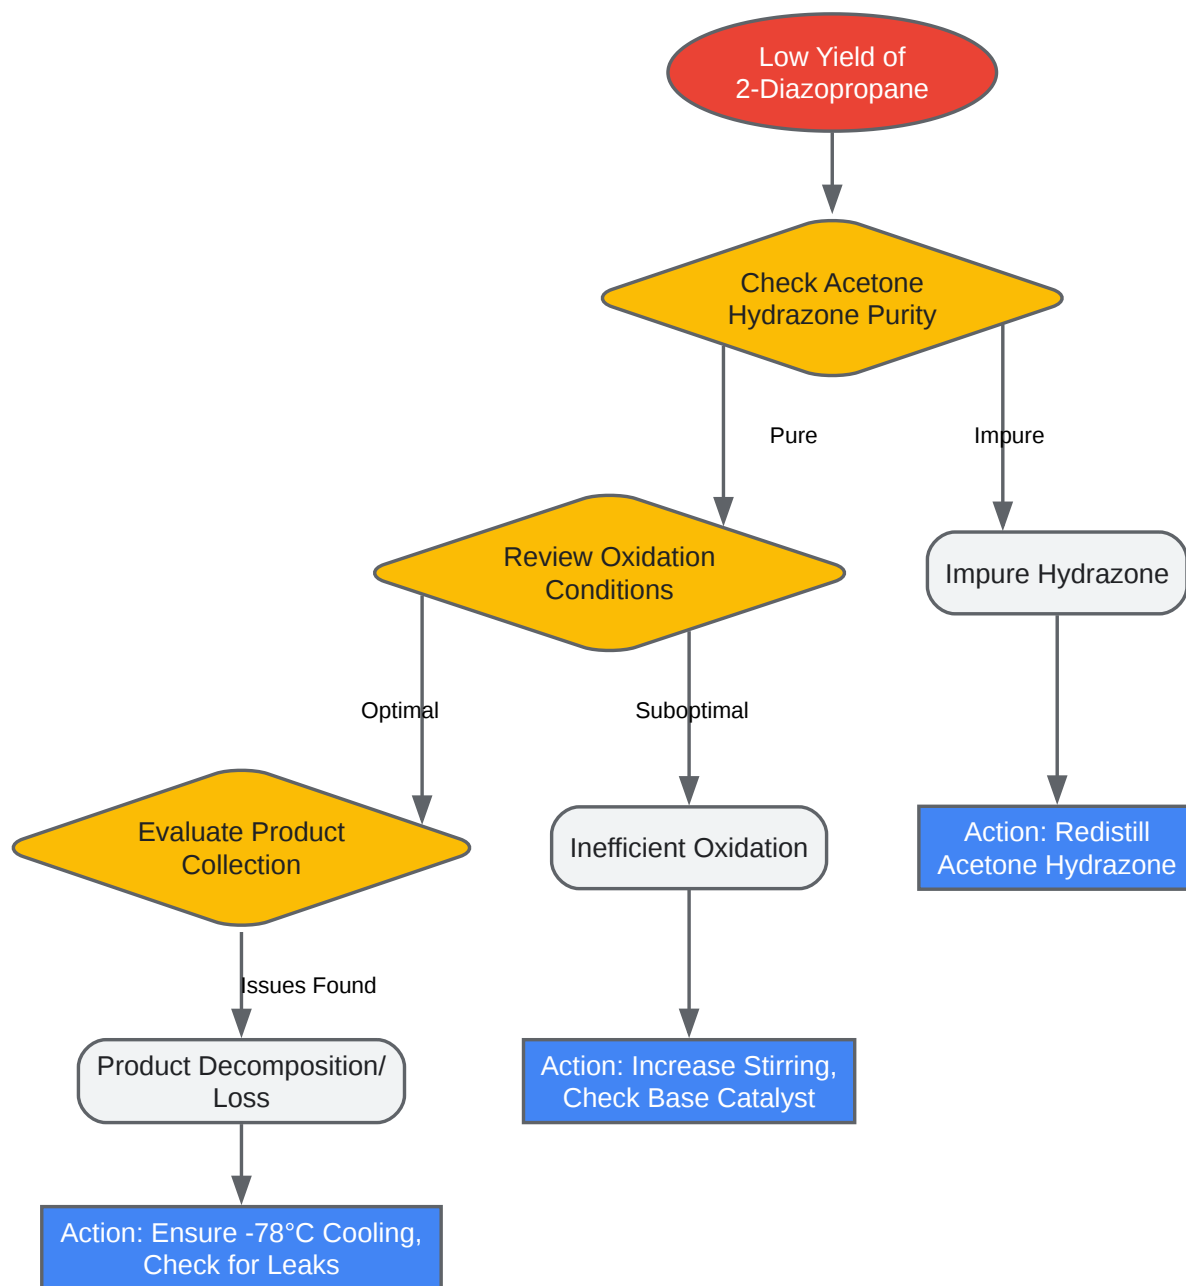 Low Yield of
2-Diazopropane
Check Acetone
Hydrazone Purity
Pure
Impure
Review Oxidation
Conditions
Impure Hydrazone
Optimal
Suboptimal
Evaluate Product
Collection
Inefficient Oxidation
Action: Redistill
Acetone Hydrazone
Issues Found
Product Decomposition/
Loss
Action: Increase Stirring,
Check Base Catalyst
Action: Ensure -78°C Cooling,
Check for Leaks